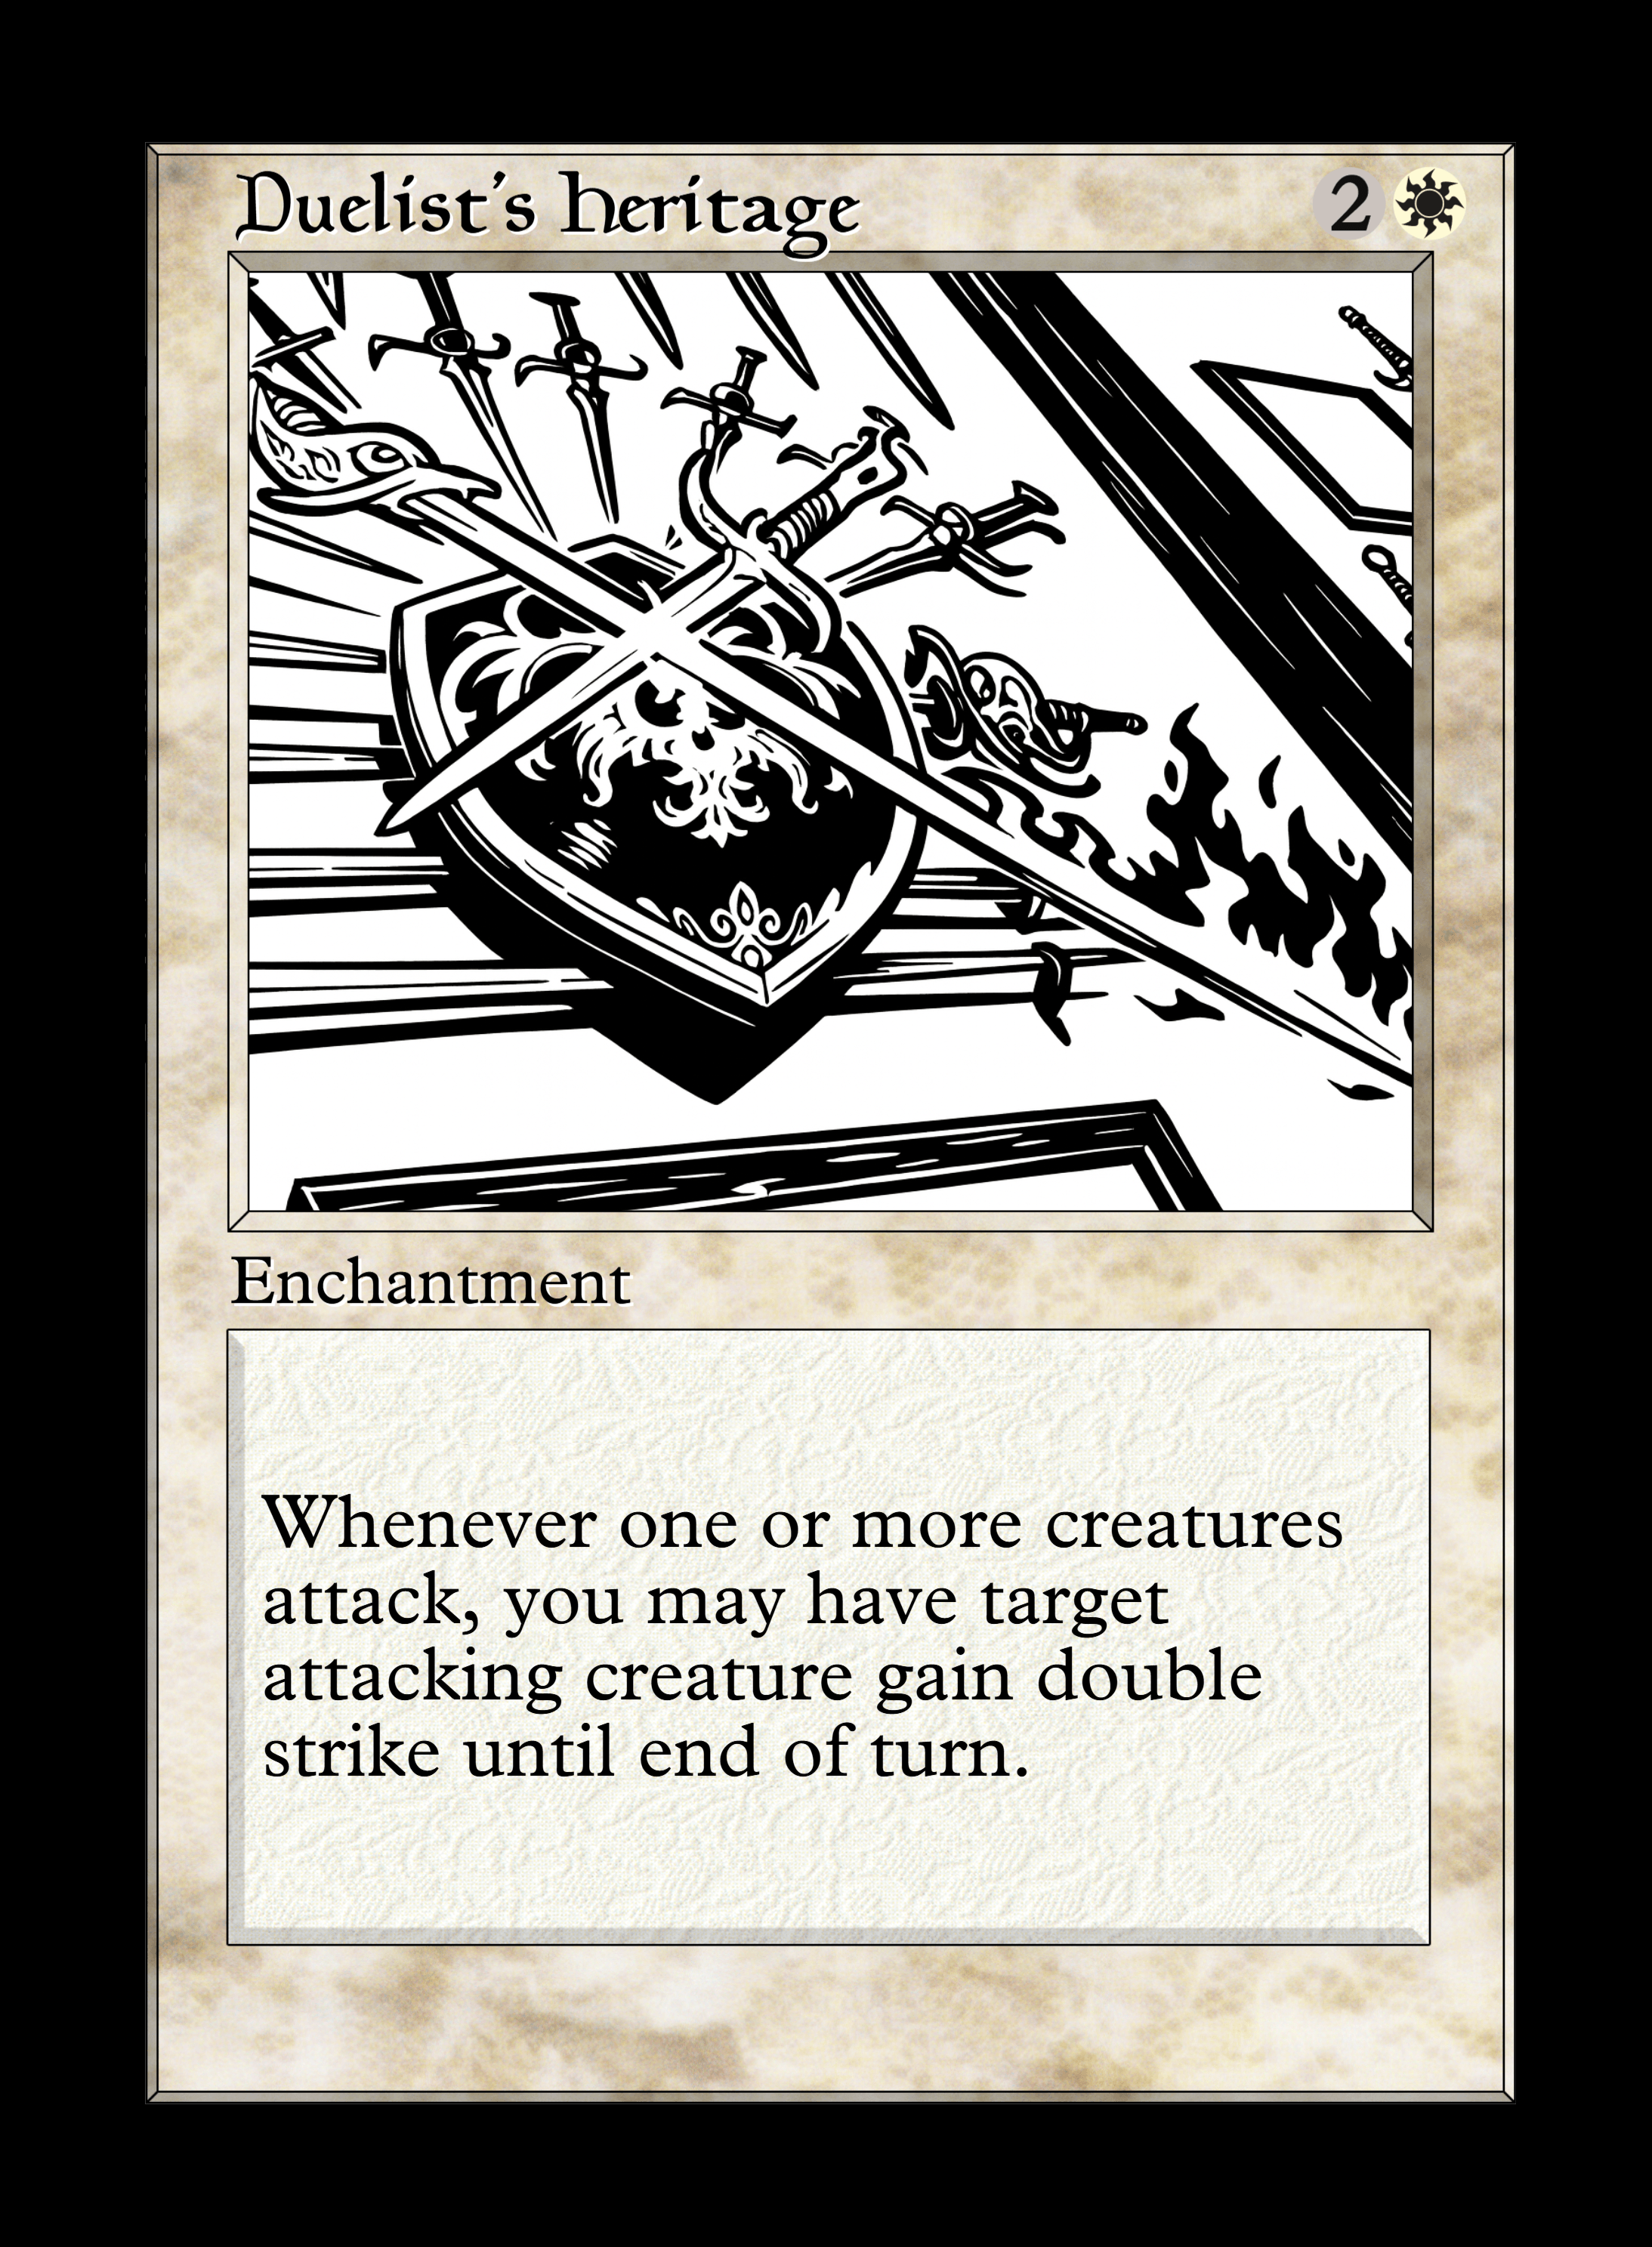 Duelist's Heritage 2
Enchantment
Whenever one or more creatures
attack, you may have target
attacking creature gain double
strike until end of turn.